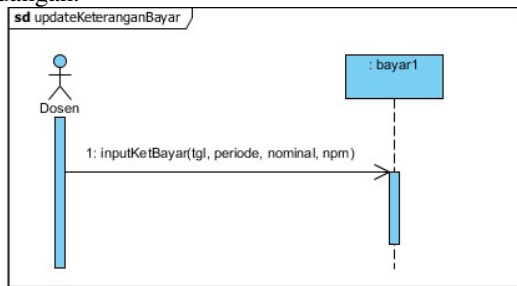 sd updateKeteranganBayar
: bayar1
Dosen
1: inputKetBayar(tgl, periode, nominal, npm)